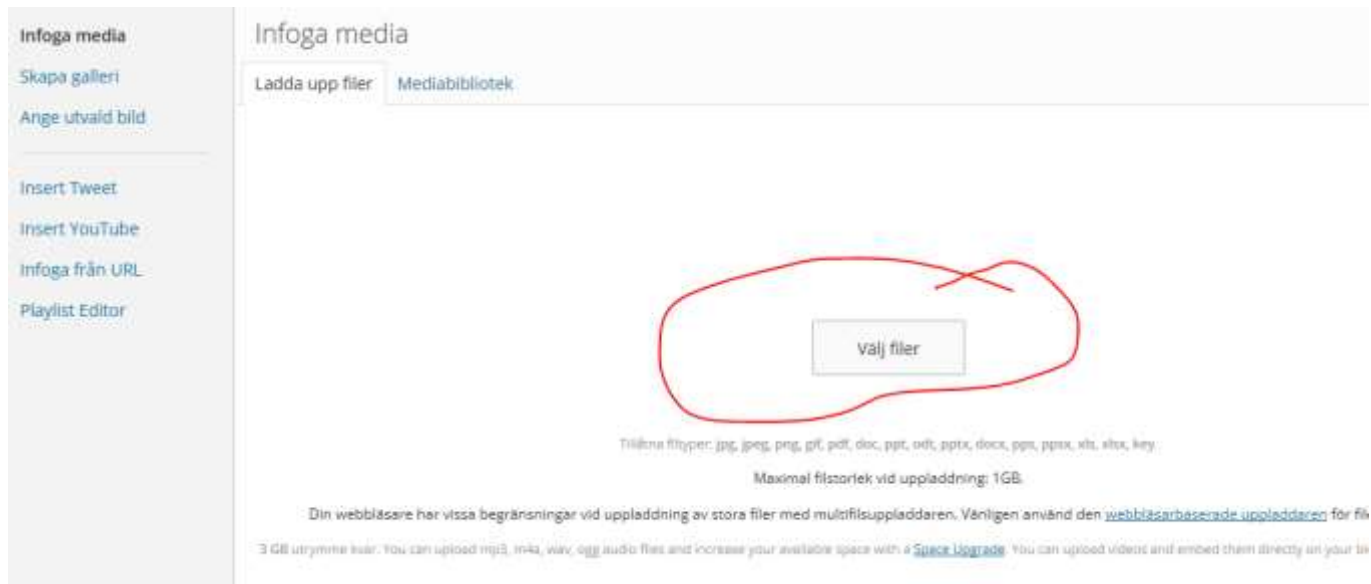 Infoga media
Skapa galleri
Ange utvald bild
Insert Tweet
Insert YouTube
Infoga från URL
Playlist Editor
Infoga media
Ladda upp filer
Mediabibliotek
Välj filer
Tillåtna filtyper: jpg, jpeg, png, gif, pdf, doc, ppt, odt, pptx, docx, pps, ppsx, xls, xlsx, key.
Maximal filstorlek vid uppladdning: 1GB.
Din webbläsare har vissa begränsningar vid uppladdning av stora filer med multifilsuppladdaren. Vänligen använd den webbläsarbaserade uppladdaren för
3 GB utrymme kvar. You can upload mp3, m4a, wav, ogg audio files and increase your available space with a Space Upgrade. You can upload videos and embed them directly on your